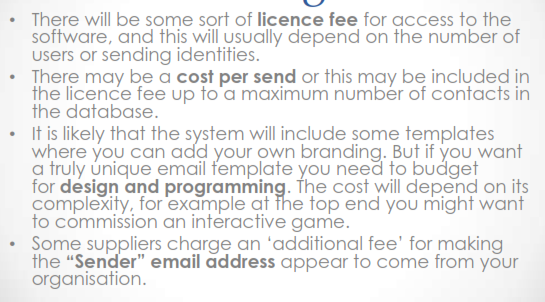 • There will be some sort of licence fee for access to the
software, and this will usually depend on the number of
users or sending identities.
• There may be a cost per send or this may be included in
the licence fee up to a maximum number of contacts in
the database.
• It is likely that the system will include some templates
where you can add your own branding. But if you want
a truly unique email template you need to budget
for design and programming. The cost will depend on its
complexity, for example at the top end you might want
to commission an interactive game.
• Some suppliers charge an ‘additional fee’ for making
the “Sender” email address appear to come from your
organisation.